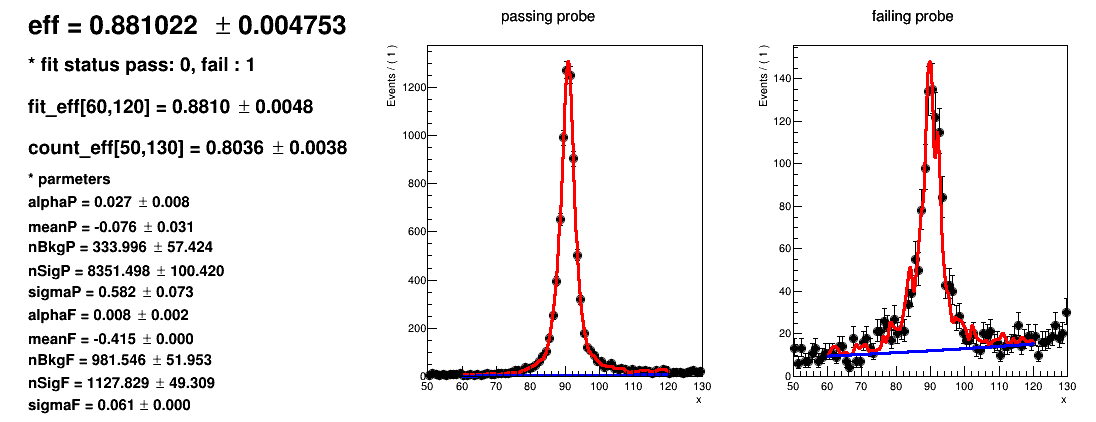 eff = 0.881022 ± 0.004753
* fit status pass: 0, fail : 1
fit_eff[60,120] = 0.8810 ± 0.0048
count_eff[50,130] = 0.8036 ± 0.0038
* parmeters
alphaP = 0.027 ± 0.008
meanP = -0.076 ± 0.031
nBkgP = 333.996 ± 57.424
nSigP = 8351.498 ± 100.420
sigmaP = 0.582 ± 0.073
alphaF = 0.008 ± 0.002
meanF = -0.415 ± 0.000
nBkgF = 981.546 ± 51.953
nSigF = 1127.829 ± 49.309
sigmaF = 0.061 ± 0.000
passing probe
Events / ( 1 )
1200
1000
800
600
400
200
0
50 60 70 80 90 100 110 120 130
x
failing probe
Events / ( 1 )
140
120
100
80
60
40
20
0
50 60 70 80 90 100 110 120 130
x